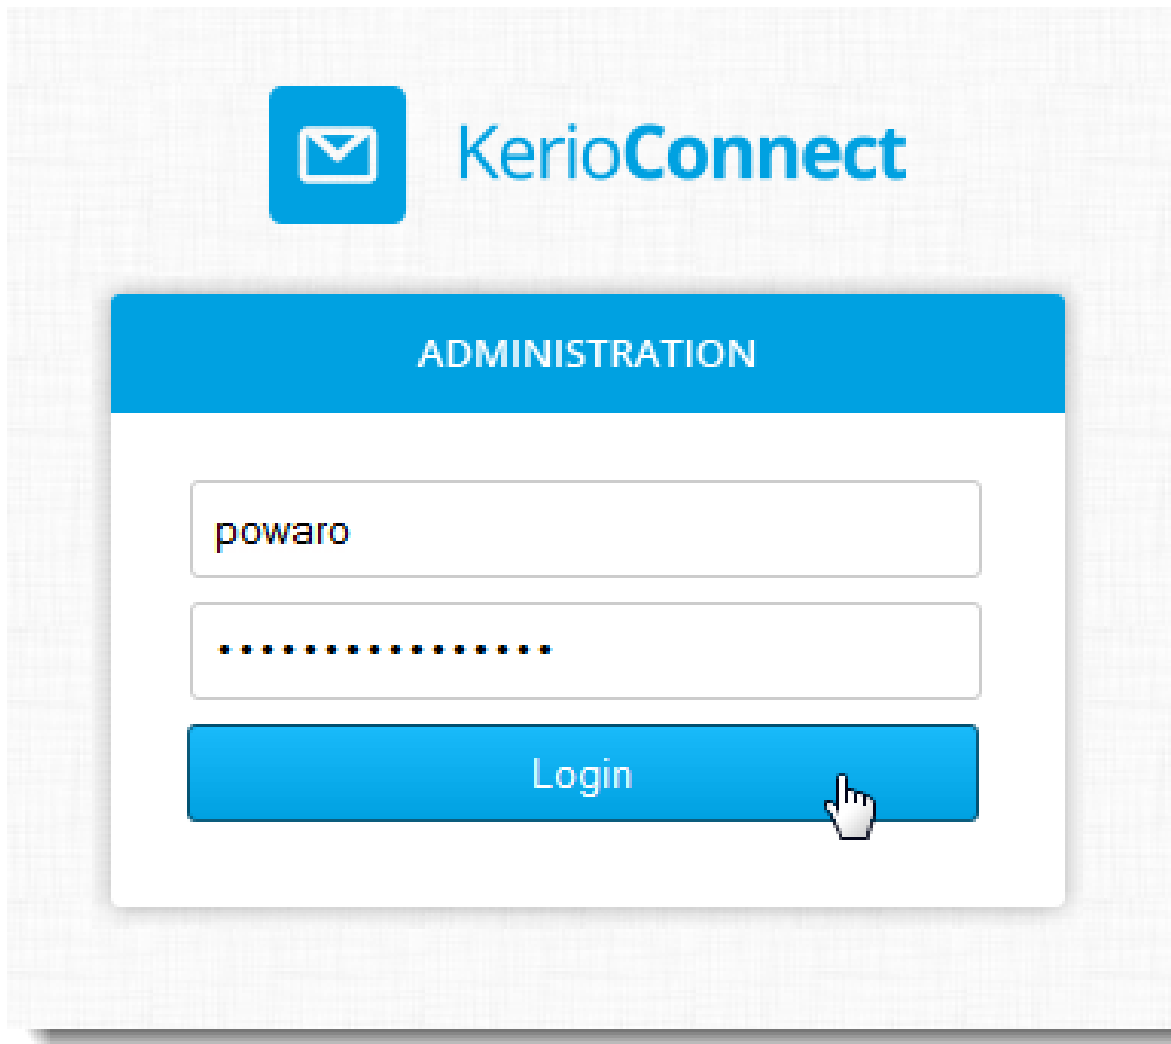 KerioConnect
ADMINISTRATION
powaro
••••••••••••••••
Login